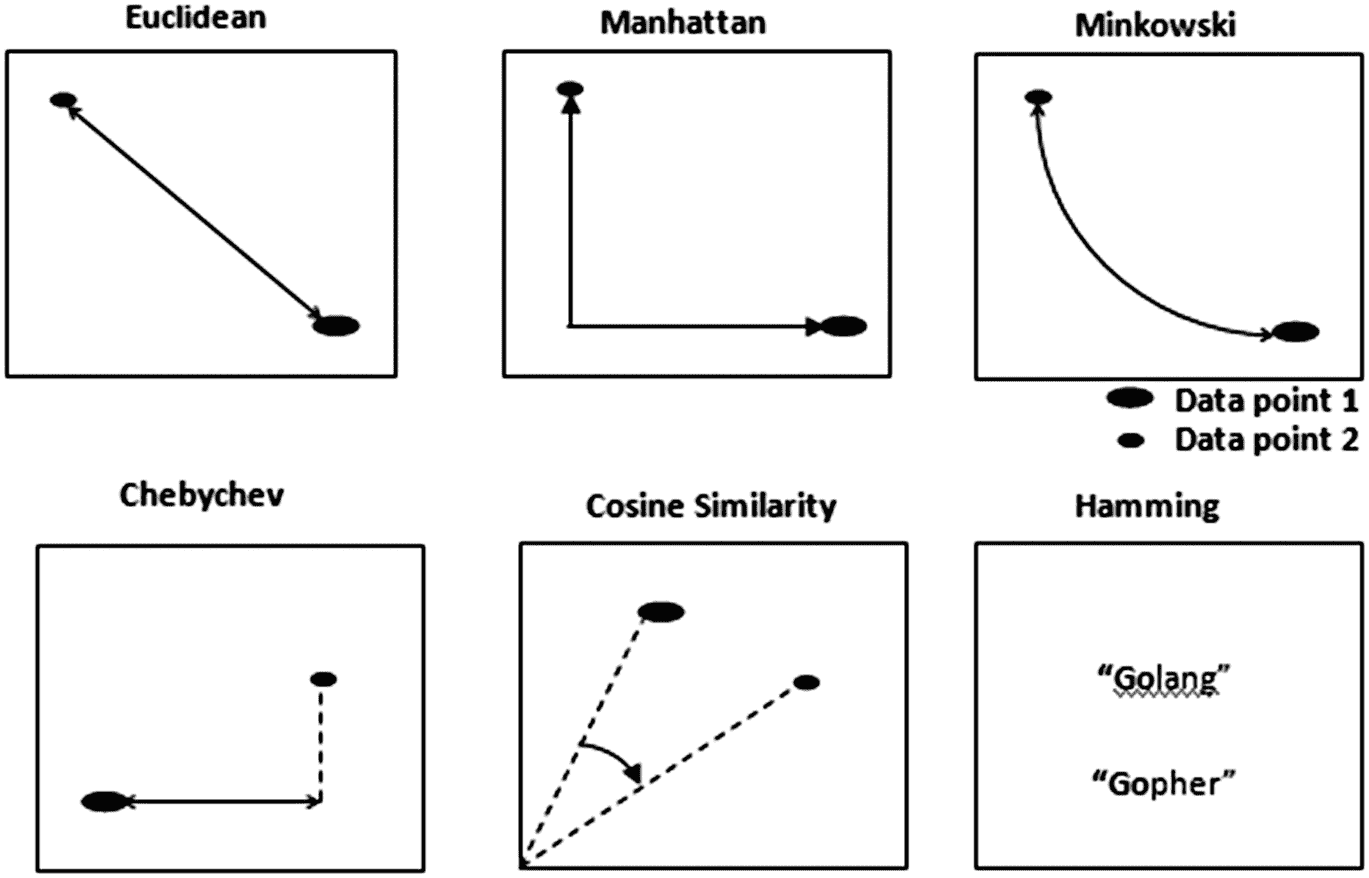 Euclidean
Manhattan
Minkowski
Data point 1
Data point 2
Chebychev
Cosine Similarity
Hamming
“Golang”
“Gopher”